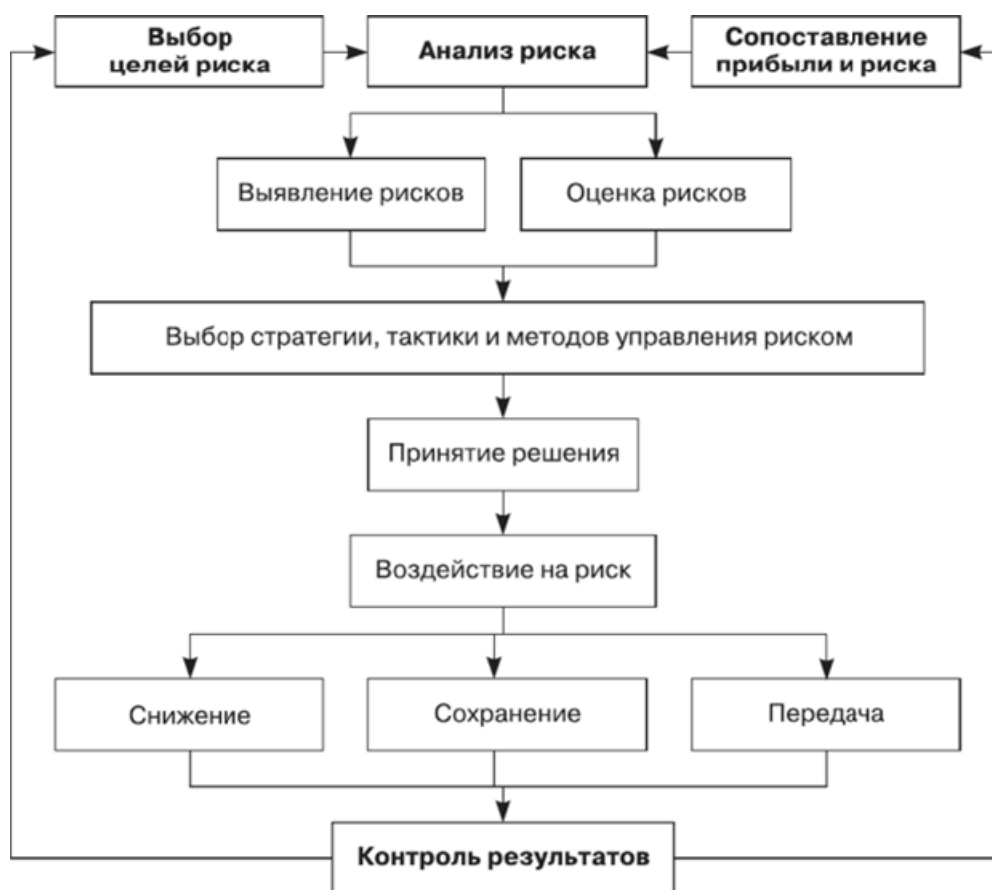 Выбор
целей риска
Анализ риска
Сопоставление
прибыли и риска
Выявление рисков
Оценка рисков
Выбор стратегии, тактики и методов управления риском
Принятие решения
Воздействие на риск
Снижение
Сохранение
Передача
Контроль результатов